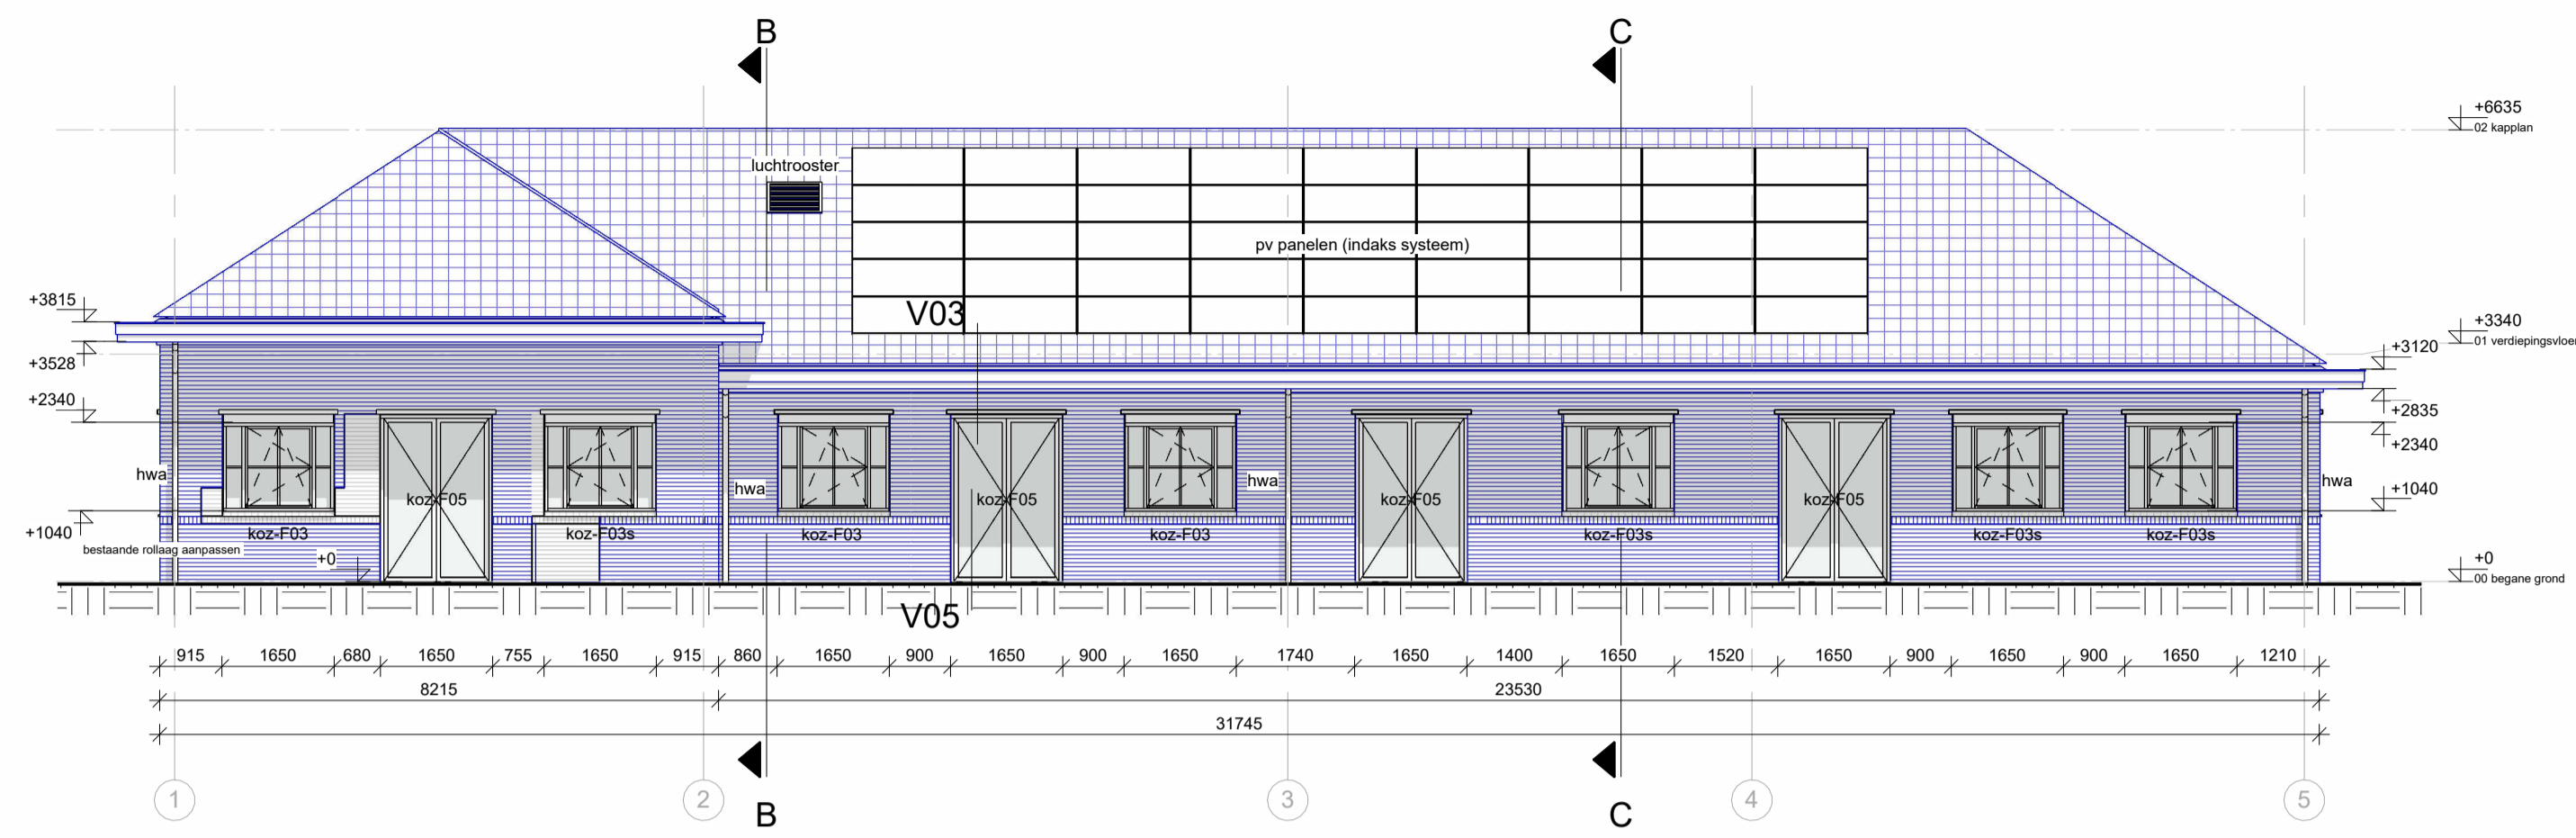 B
C
+6635
02 kapplan
luchtrooster
pv panelen (indaks systeem)
+3815
V03
+3340
01 verdiepingsvloer
+3120
+3528
+2340
+2835
+2340
hwa
hwa
hwa
hwa
koz-F05
koz-F05
koz-F05
koz-F05
+1040
+1040
koz-F03
koz-F03s
koz-F03
koz-F03
koz-F03s
koz-F03s
koz-F03s
bestaande rollaag aanpassen
+0
+0
00 begane grond
V05
915 1650 680 1650 755 1650 915 860 1650 900 1650 900 1650 1740 1650 1400 1650 1520 1650 900 1650 900 1650 1210
8215 23530
31745
1 2 3 4 5
B
C